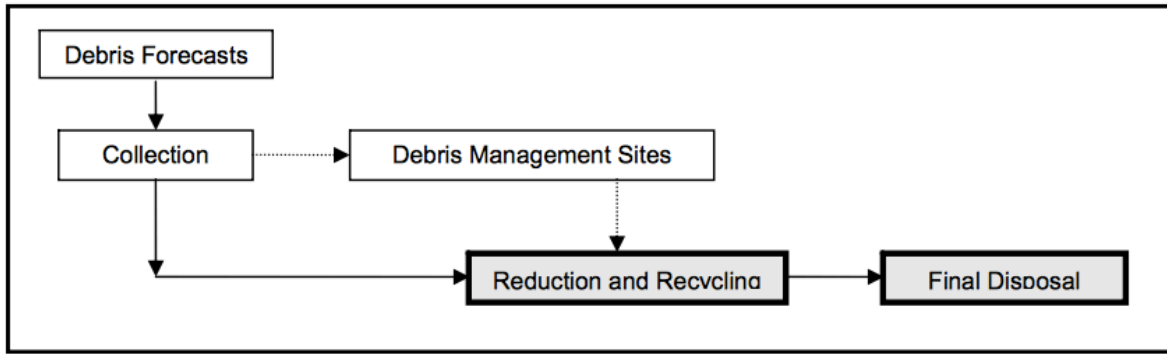 Debris Forecasts
Collection
Debris Management Sites
Reduction and Recycling
Final Disposal